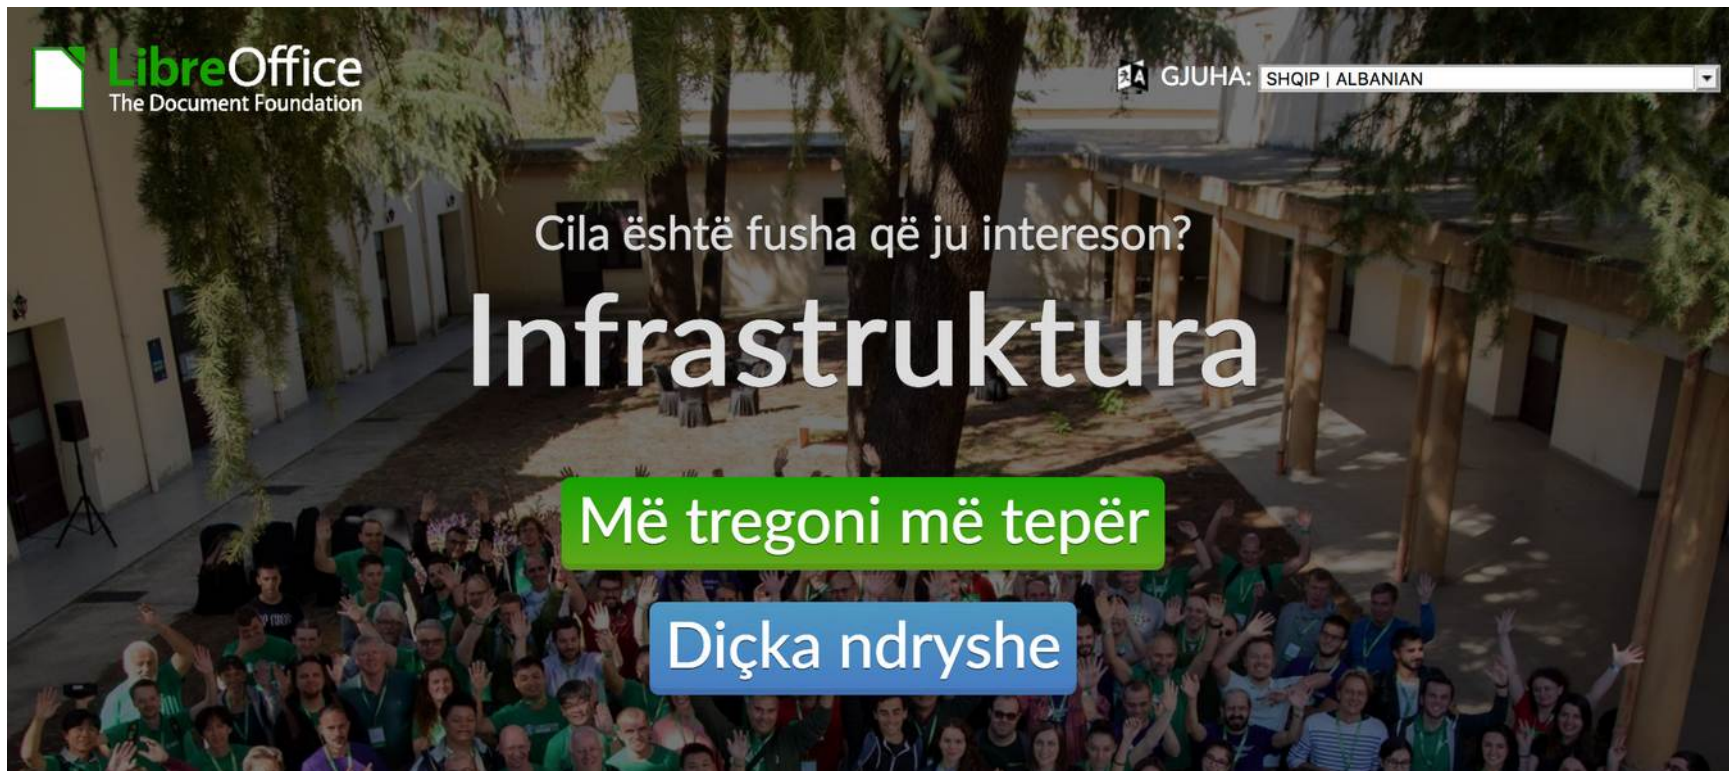 LibreOffice
The Document Foundation
GJUHA: SHQIP | ALBANIAN
Cila është fusha që ju intereson?
Infrastruktura
Më tregoni më tepër
Diçka ndryshe